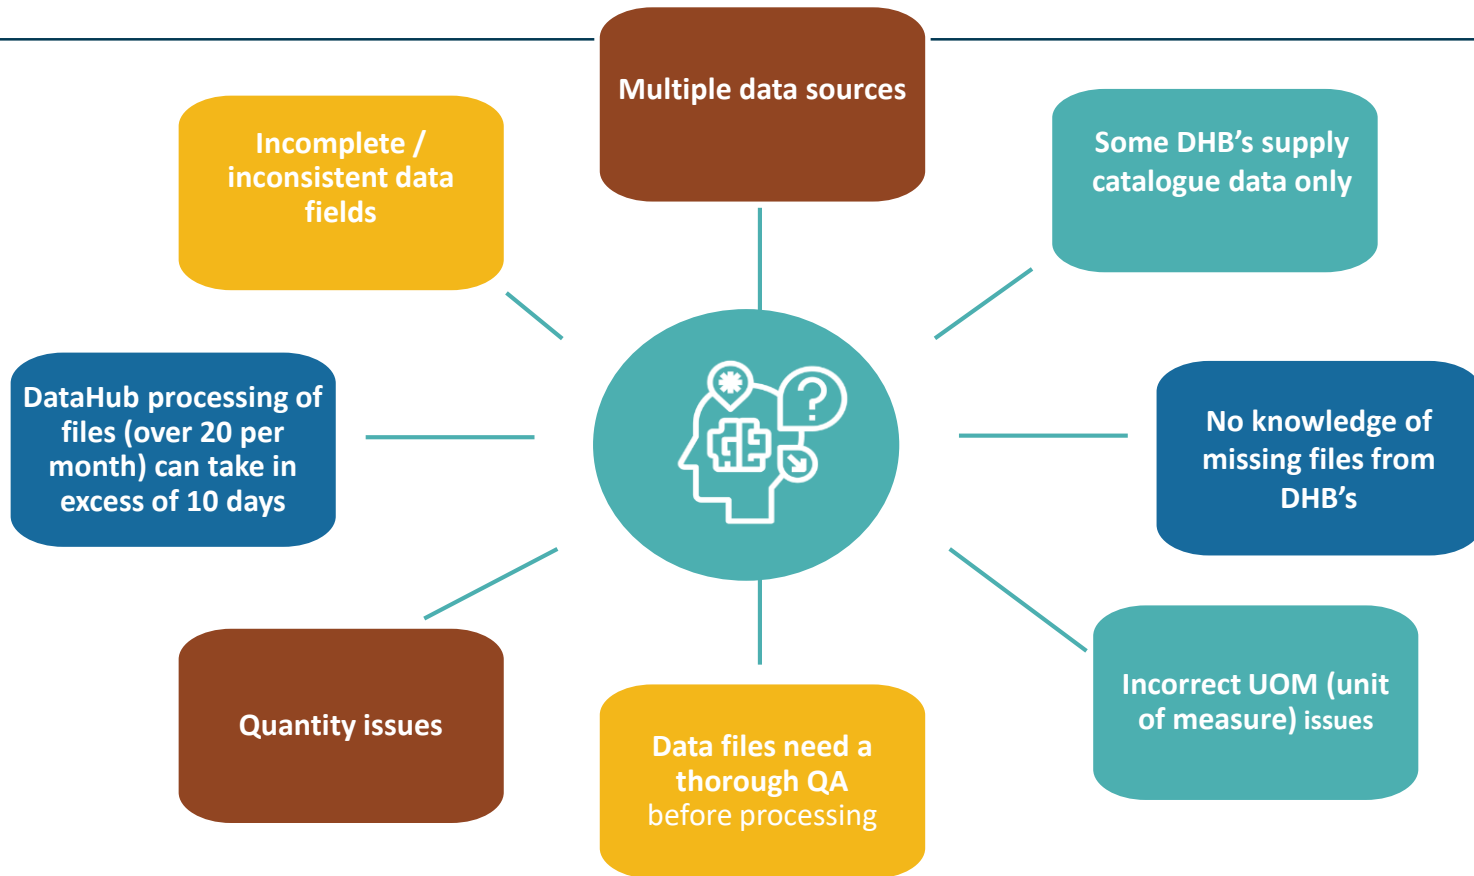 Multiple data sources
Incomplete /
inconsistent data
fields
Some DHB’s supply
catalogue data only
DataHub processing of
files (over 20 per
month) can take in
excess of 10 days
?
No knowledge of
missing files from
DHB’s
Quantity issues
Data files need a
thorough QA
before processing
Incorrect UOM (unit
of measure) issues